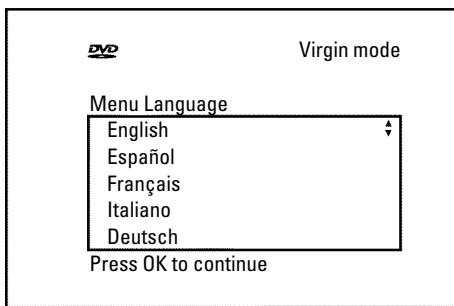 DVD Virgin mode
Menu Language
English
Español
Français
Italiano
Deutsch
Press OK to continue